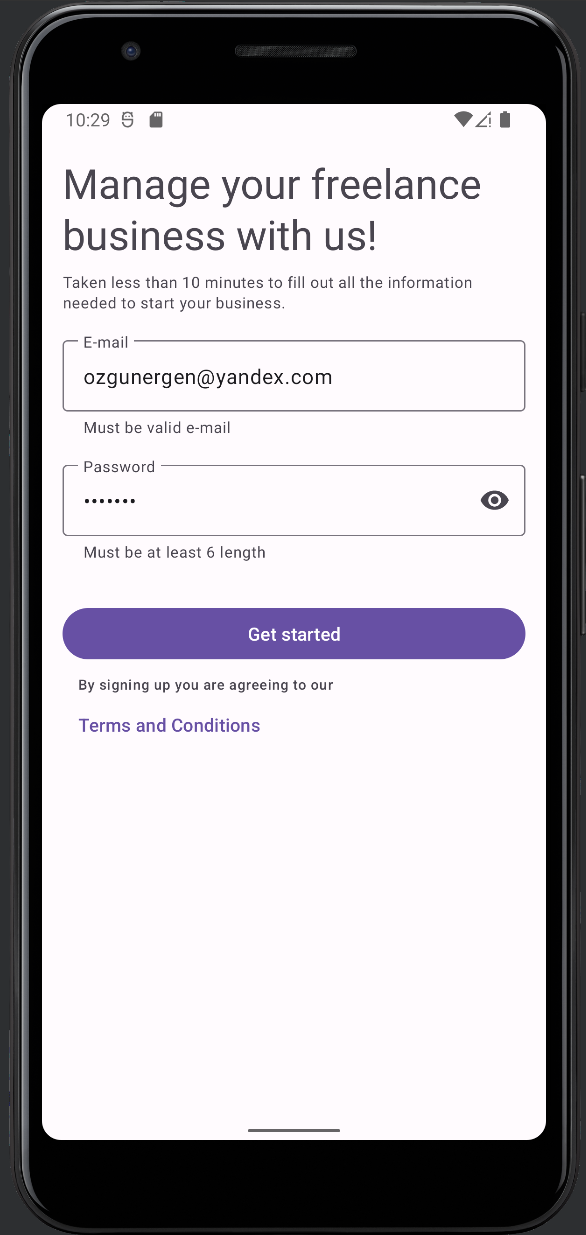 10:29
Manage your freelance
business with us!
Taken less than 10 minutes to fill out all the information
needed to start your business.
E-mail
ozgunergen@yandex.com
Must be valid e-mail
Password
•••••••
Must be at least 6 length
Get started
By signing up you are agreeing to our
Terms and Conditions